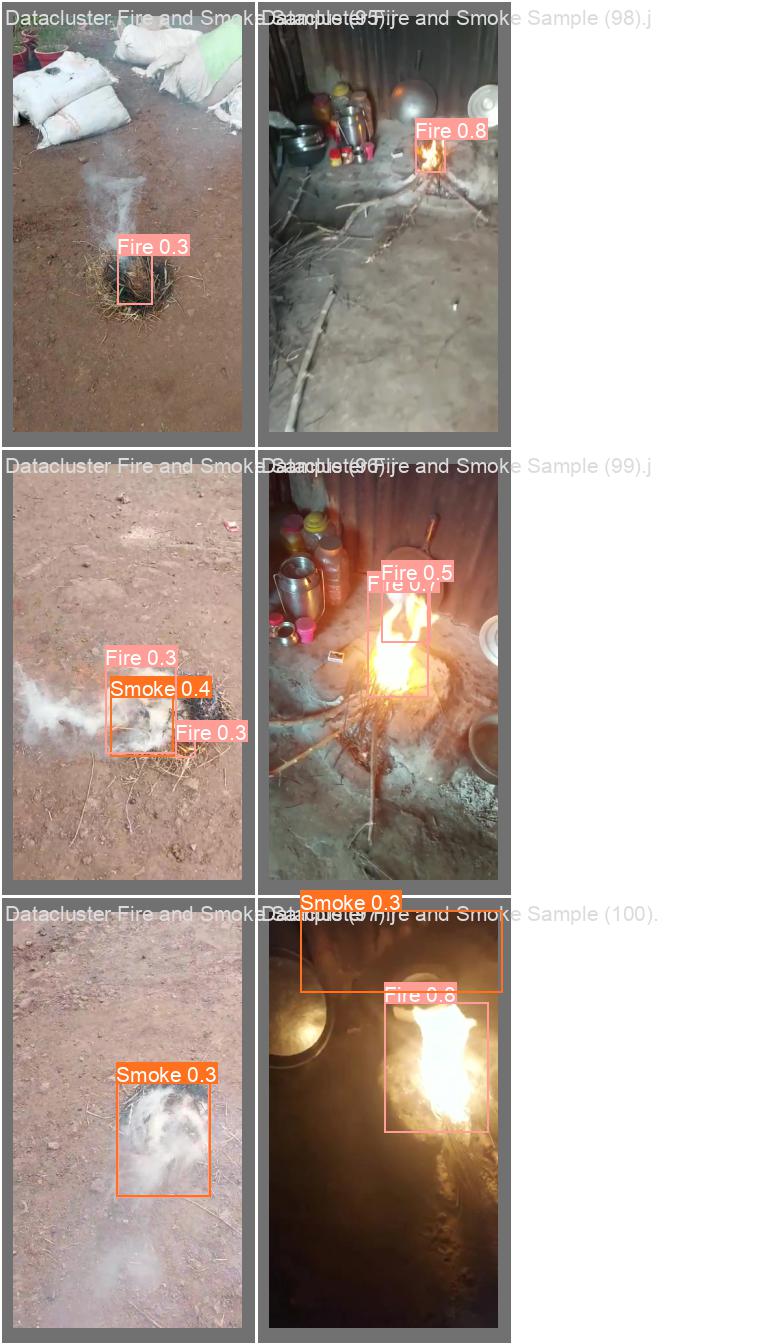 Datacluster Fire and Smoke Sample (95).j
Datacluster Fire and Smoke Sample (98).j
Fire 0.3
Fire 0.8
Datacluster Fire and Smoke Sample (96).j
Datacluster Fire and Smoke Sample (99).j
Fire 0.5
Fire 0.7
Fire 0.3
Smoke 0.4
Fire 0.3
Smoke 0.3
Datacluster Fire and Smoke Sample (97).j
Datacluster Fire and Smoke Sample (100).
Fire 0.8
Smoke 0.3